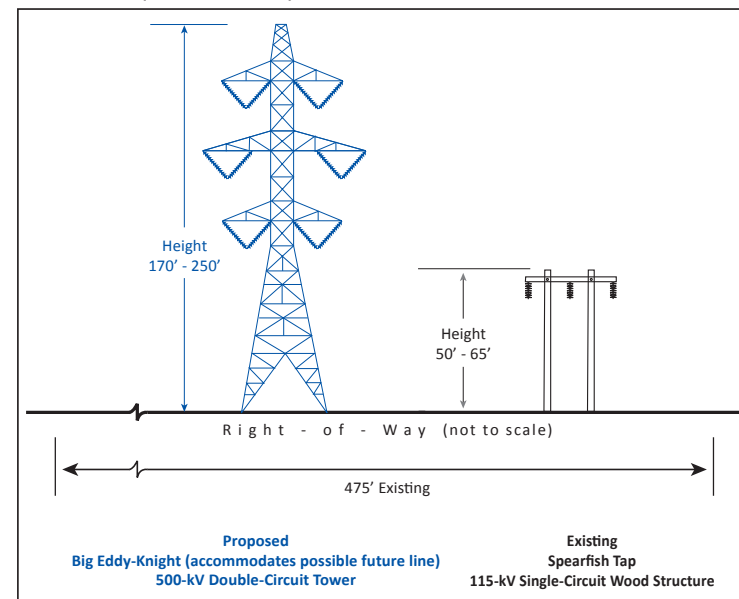 Height
170' - 250'
Height
50' - 65'
Right - of - Way (not to scale)
475' Existing
Proposed
Big Eddy-Knight (accommodates possible future line)
500-kV Double-Circuit Tower
Existing
Spearfish Tap
115-kV Single-Circuit Wood Structure